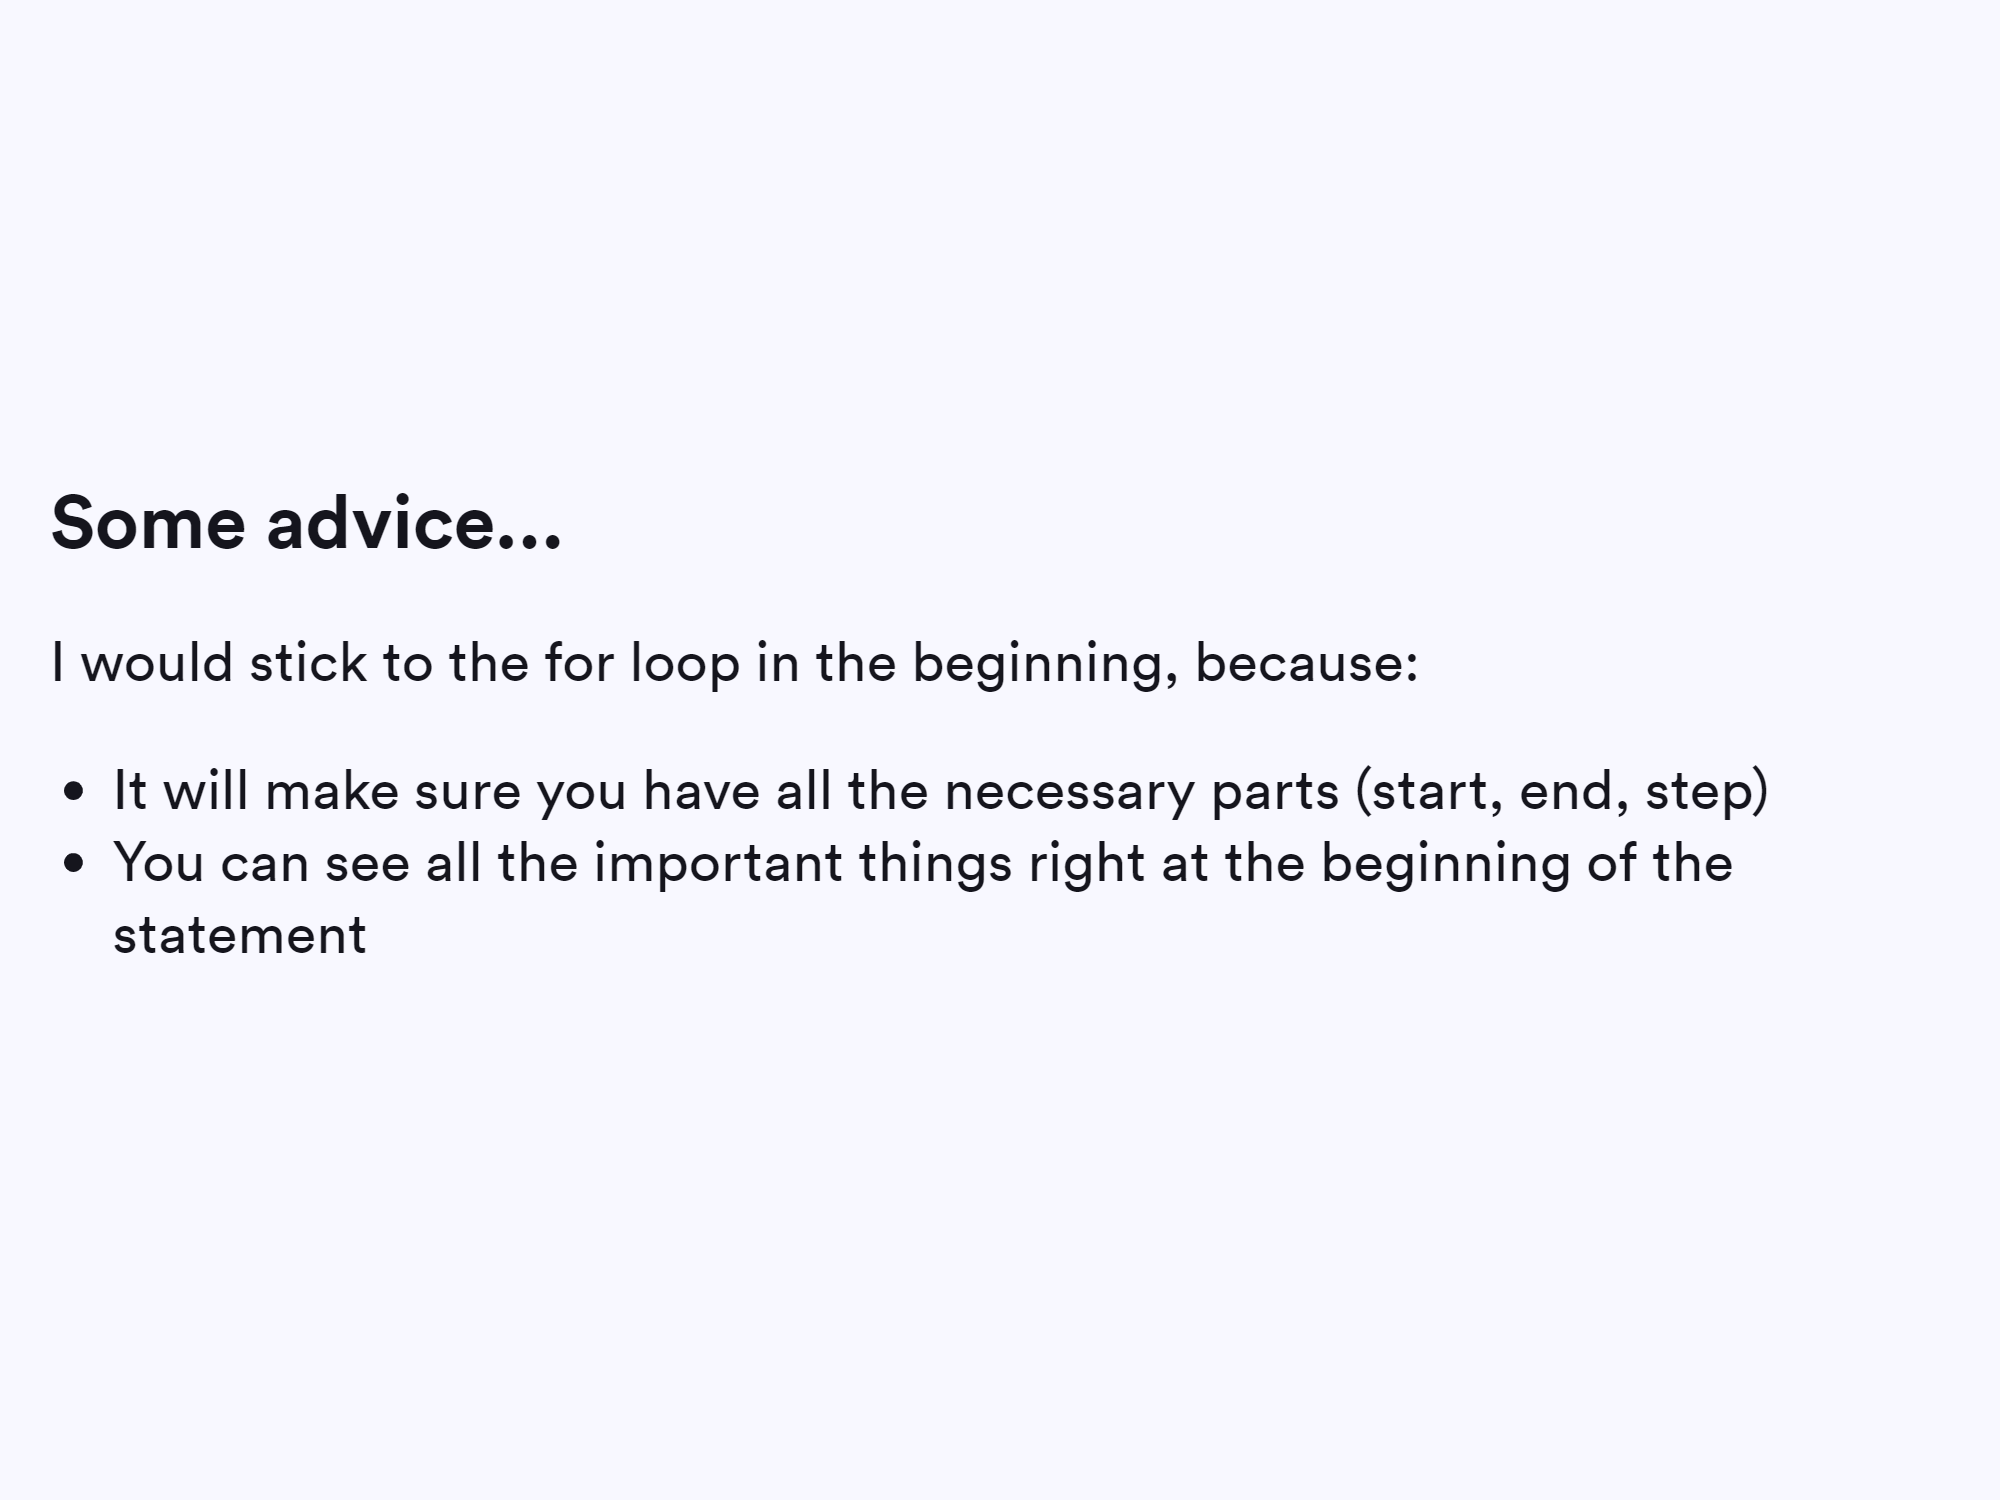 Some advice...
I would stick to the for loop in the beginning, because:
• It will make sure you have all the necessary parts (start, end, step)
• You can see all the important things right at the beginning of the
statement